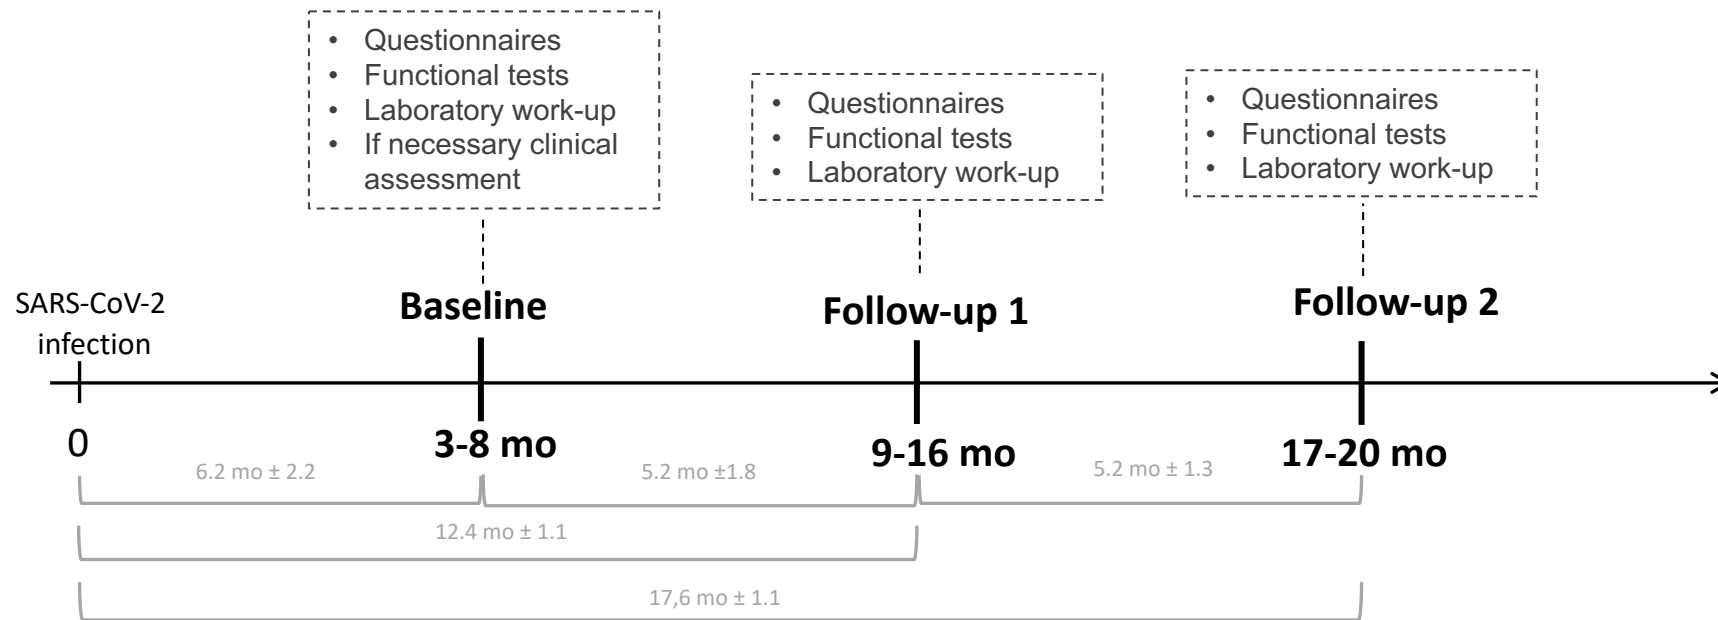 • Questionnaires
• Functional tests
• Laboratory work-up
• If necessary clinical
assessment
• Questionnaires
• Functional tests
• Laboratory work-up
• Questionnaires
• Functional tests
• Laboratory work-up
SARS-CoV-2
infection
Baseline
Follow-up 1
Follow-up 2
0
3-8 mo
9-16 mo
17-20 mo
6.2 mo ± 2.2
5.2 mo ±1.8
5.2 mo ± 1.3
12.4 mo ± 1.1
17,6 mo ± 1.1